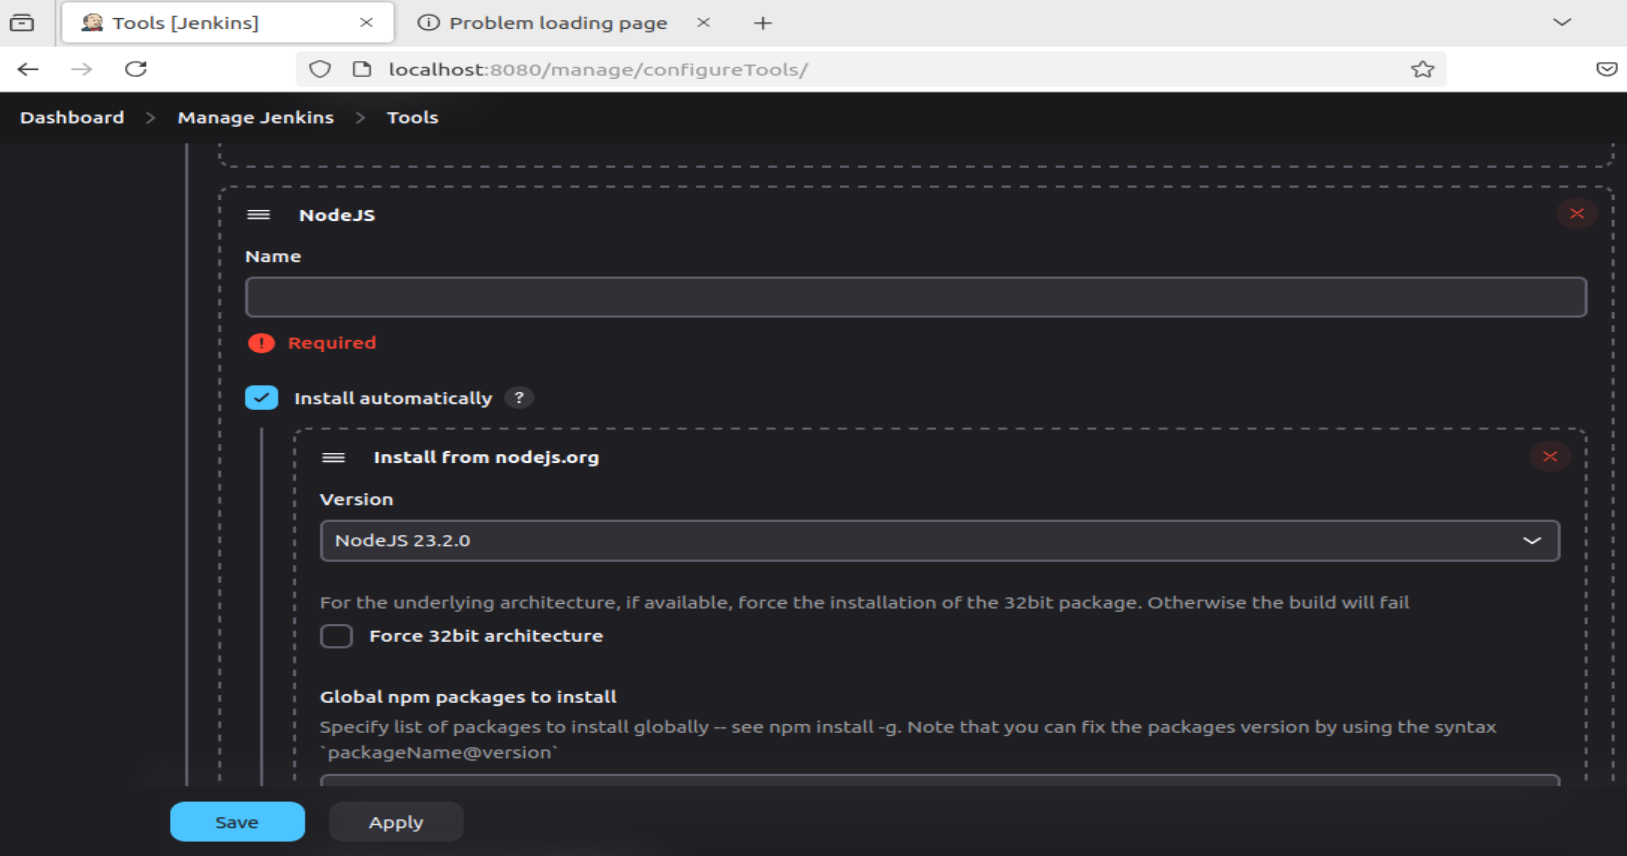 Tools [Jenkins]
Problem loading page
localhost:8080/manage/configureTools/
Dashboard > Manage Jenkins > Tools
NodeJS
Name
! Required
Install automatically ?
Install from nodejs.org
Version
NodeJS 23.2.0
For the underlying architecture, if available, force the installation of the 32bit package. Otherwise the build will fail
Force 32bit architecture
Global npm packages to install
Specify list of packages to install globally -- see npm install -g. Note that you can fix the packages version by using the syntax
`packageName@version`
Save
Apply